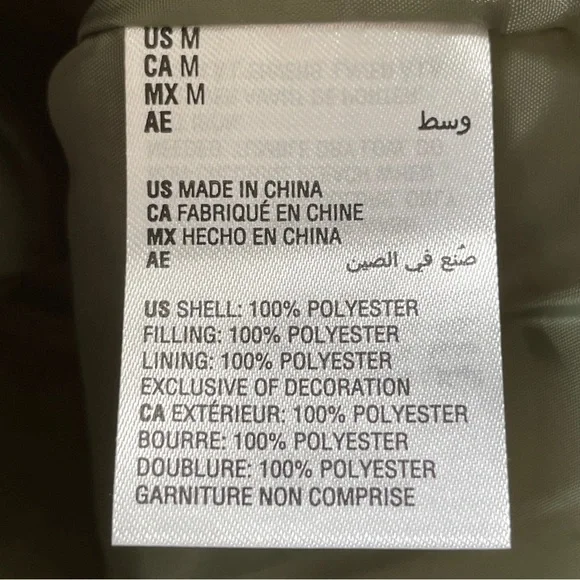 US M
CA M
MX M
AE وسط
US MADE IN CHINA
CA FABRIQUÉ EN CHINE
MX HECHO EN CHINA
AE صُنع في الصين
US SHELL: 100% POLYESTER
FILLING: 100% POLYESTER
LINING: 100% POLYESTER
EXCLUSIVE OF DECORATION
CA EXTÉRIEUR: 100% POLYESTER
BOURRE: 100% POLYESTER
DOUBLURE: 100% POLYESTER
GARNITURE NON COMPRISE